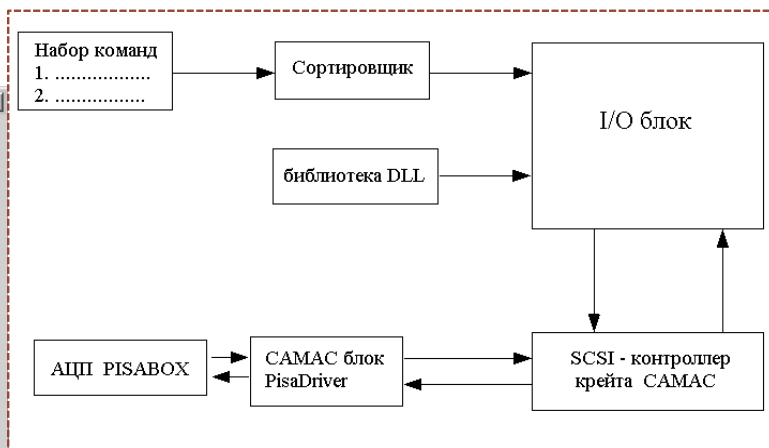 Набор команд
1. ..................
2. .................
Сортировщик
I/O блок
библиотека DLL
АЦП PISABOX
CAMAC блок
PisaDriver
SCSI - контроллер
крейта CAMAC